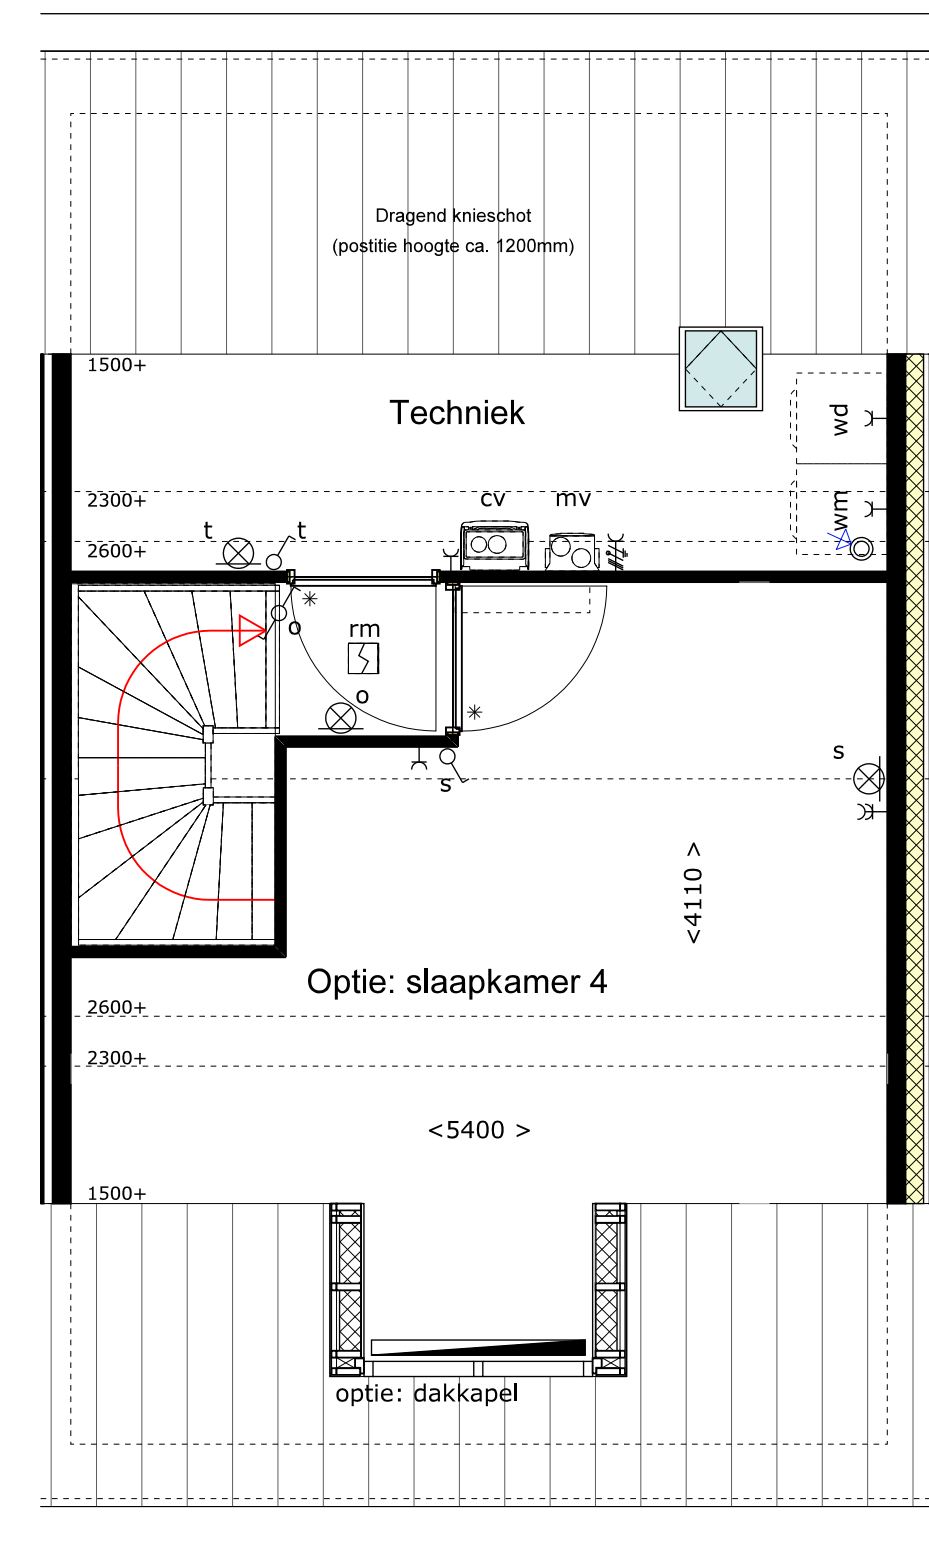 Dragend knieschot
(postitie hoogte ca. 1200mm)
1500+
Techniek
wd
2300+
cv
mv
wm
t
t
2600+
o
rm
o
s
s
<4110 >
Optie: slaapkamer 4
2600+
2300+
<5400 >
1500+
optie: dakkapel